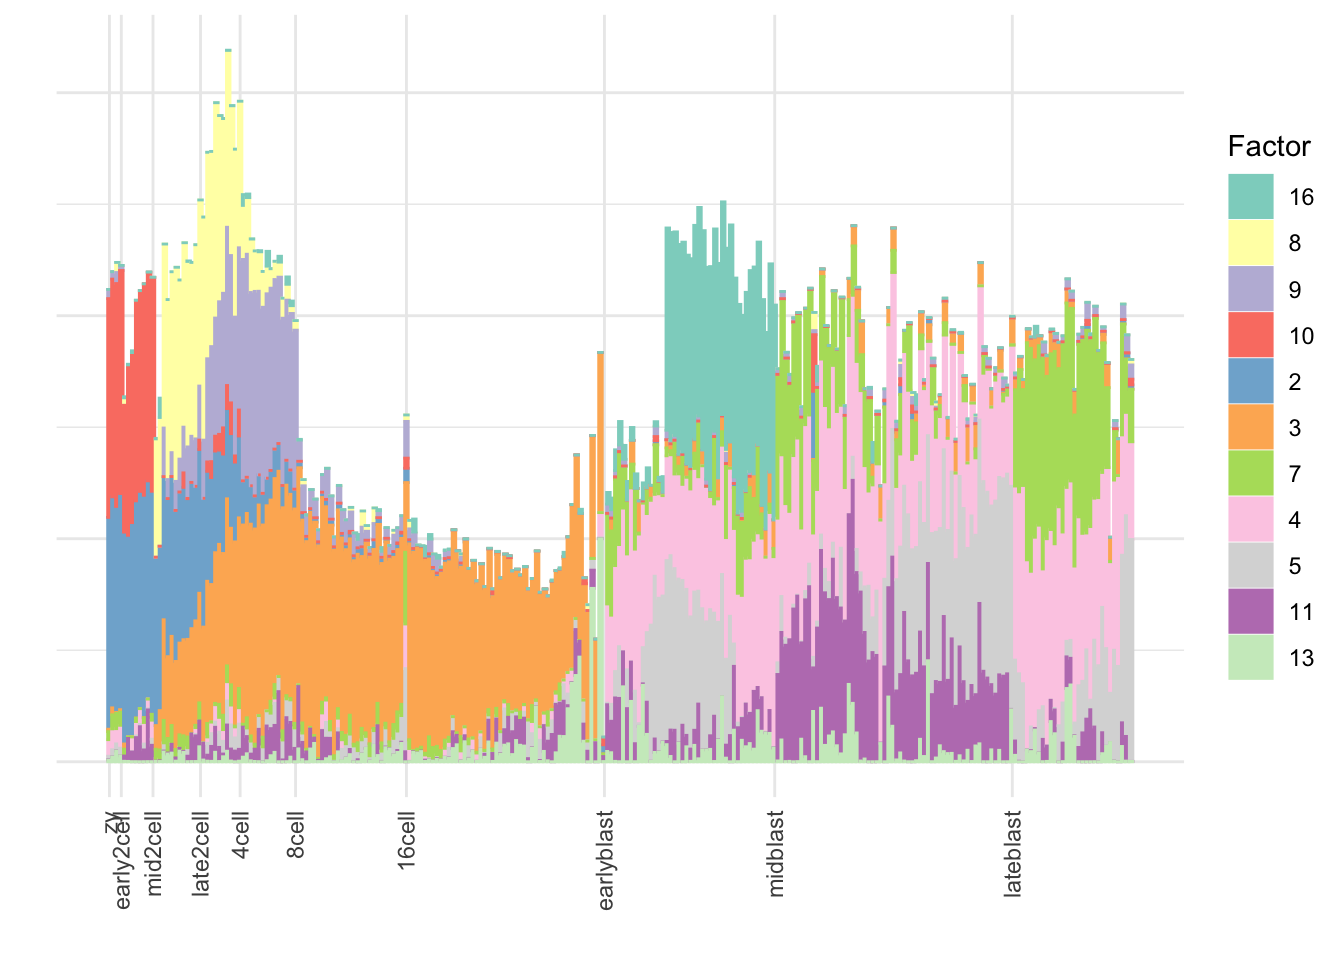 Factor
16
8
9
10
2
3
7
4
5
11
13
zy
early2cell
mid2cell
late2cell
4cell
8cell
16cell
earlyblast
midblast
lateblast